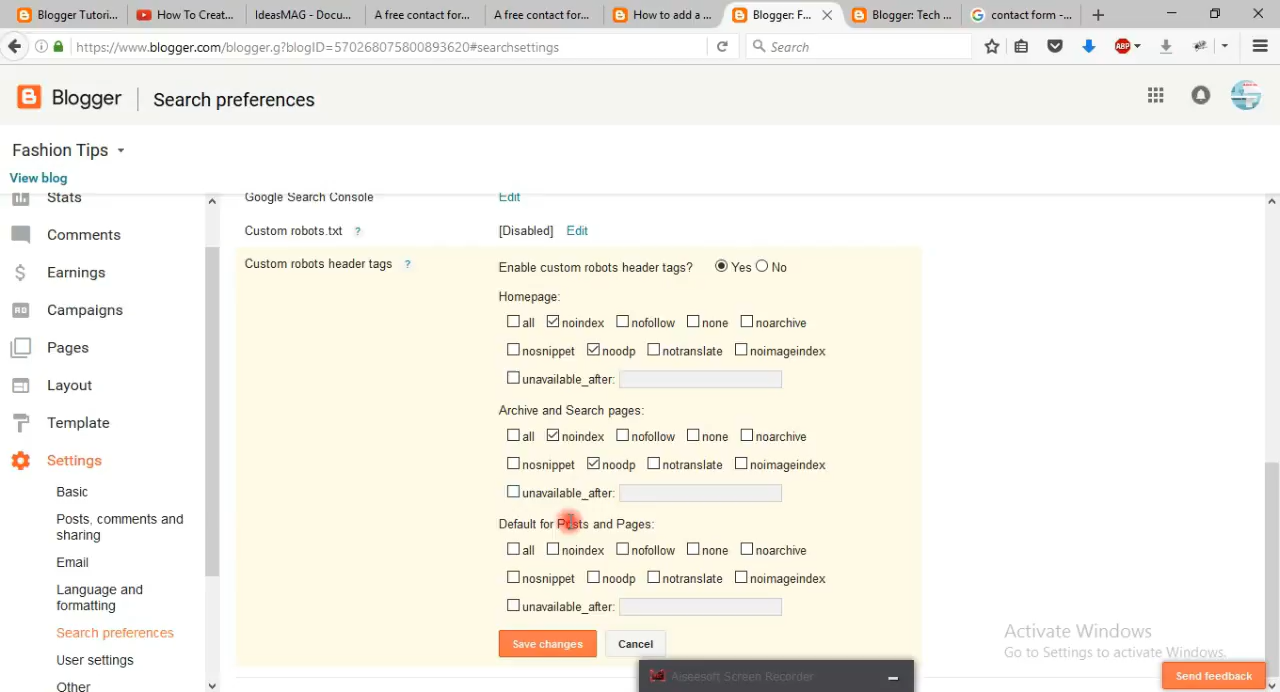 Blogger Tutori...
How To Creat...
IdeasMAG - Docu...
A free contact for...
A free contact for...
How to add a ...
Blogger: F...
Blogger: Tech ...
contact form -...
https://www.blogger.com/blogger.g?blogID=570268075800893620#searchsettings
Search
ABP
Blogger
Search preferences
Fashion Tips
View blog
Stats
Comments
Earnings
Campaigns
Pages
Layout
Template
Settings
Basic
Posts, comments and
sharing
Email
Language and
formatting
Search preferences
User settings
Other
Google Search Console Edit
Custom robots.txt ? [Disabled] Edit
Custom robots header tags ? Enable custom robots header tags? Yes No
Homepage:
all noindex nofollow none noarchive
nosnippet noodp notranslate noimageindex
unavailable_after:
Archive and Search pages:
all noindex nofollow none noarchive
nosnippet noodp notranslate noimageindex
unavailable_after:
Default for Posts and Pages:
all noindex nofollow none noarchive
nosnippet noodp notranslate noimageindex
unavailable_after:
Save changes Cancel
Activate Windows
Go to Settings to activate Windows.
Aiseesoft Screen Recorder
Send feedback